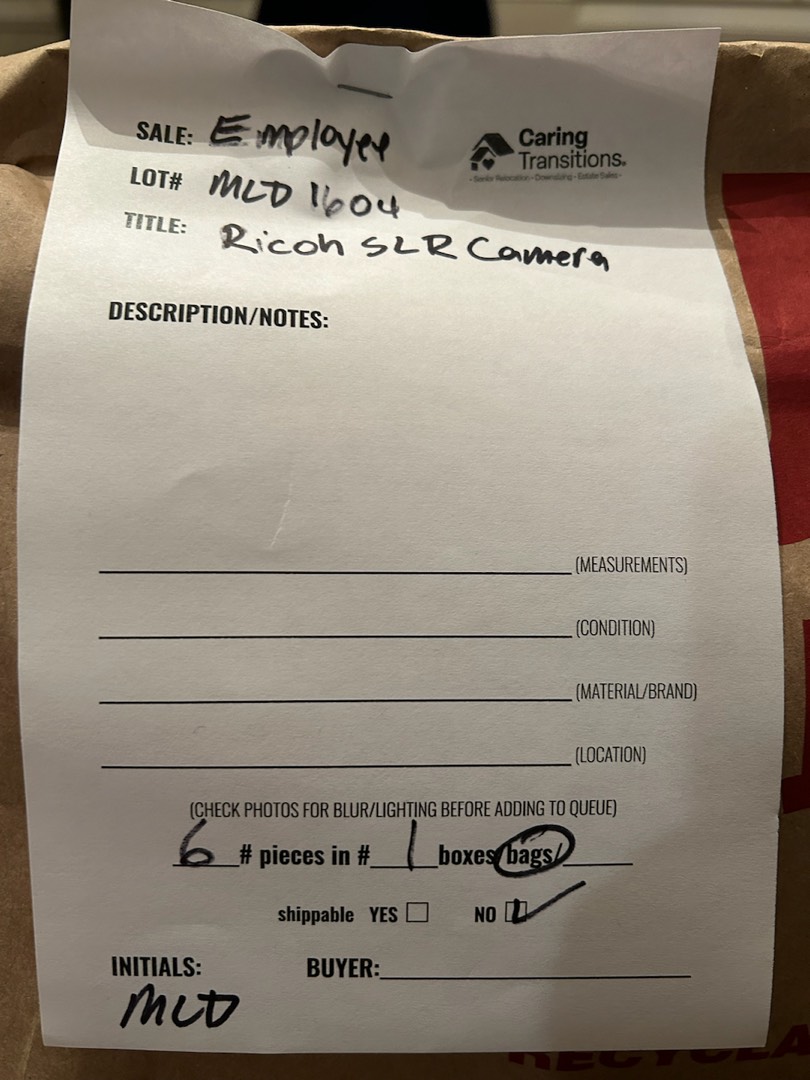 SALE: Employee
Caring
Transitions®
- Senior Relocation - Downsizing - Estate Sales -
LOT# MLD 1604
TITLE: Ricoh SLR Camera
DESCRIPTION/NOTES:
(MEASUREMENTS)
(CONDITION)
(MATERIAL/BRAND)
(LOCATION)
(CHECK PHOTOS FOR BLUR/LIGHTING BEFORE ADDING TO QUEUE)
6 # pieces in # 1 boxes/bags/
shippable YES NO
INITIALS: BUYER:
MLD